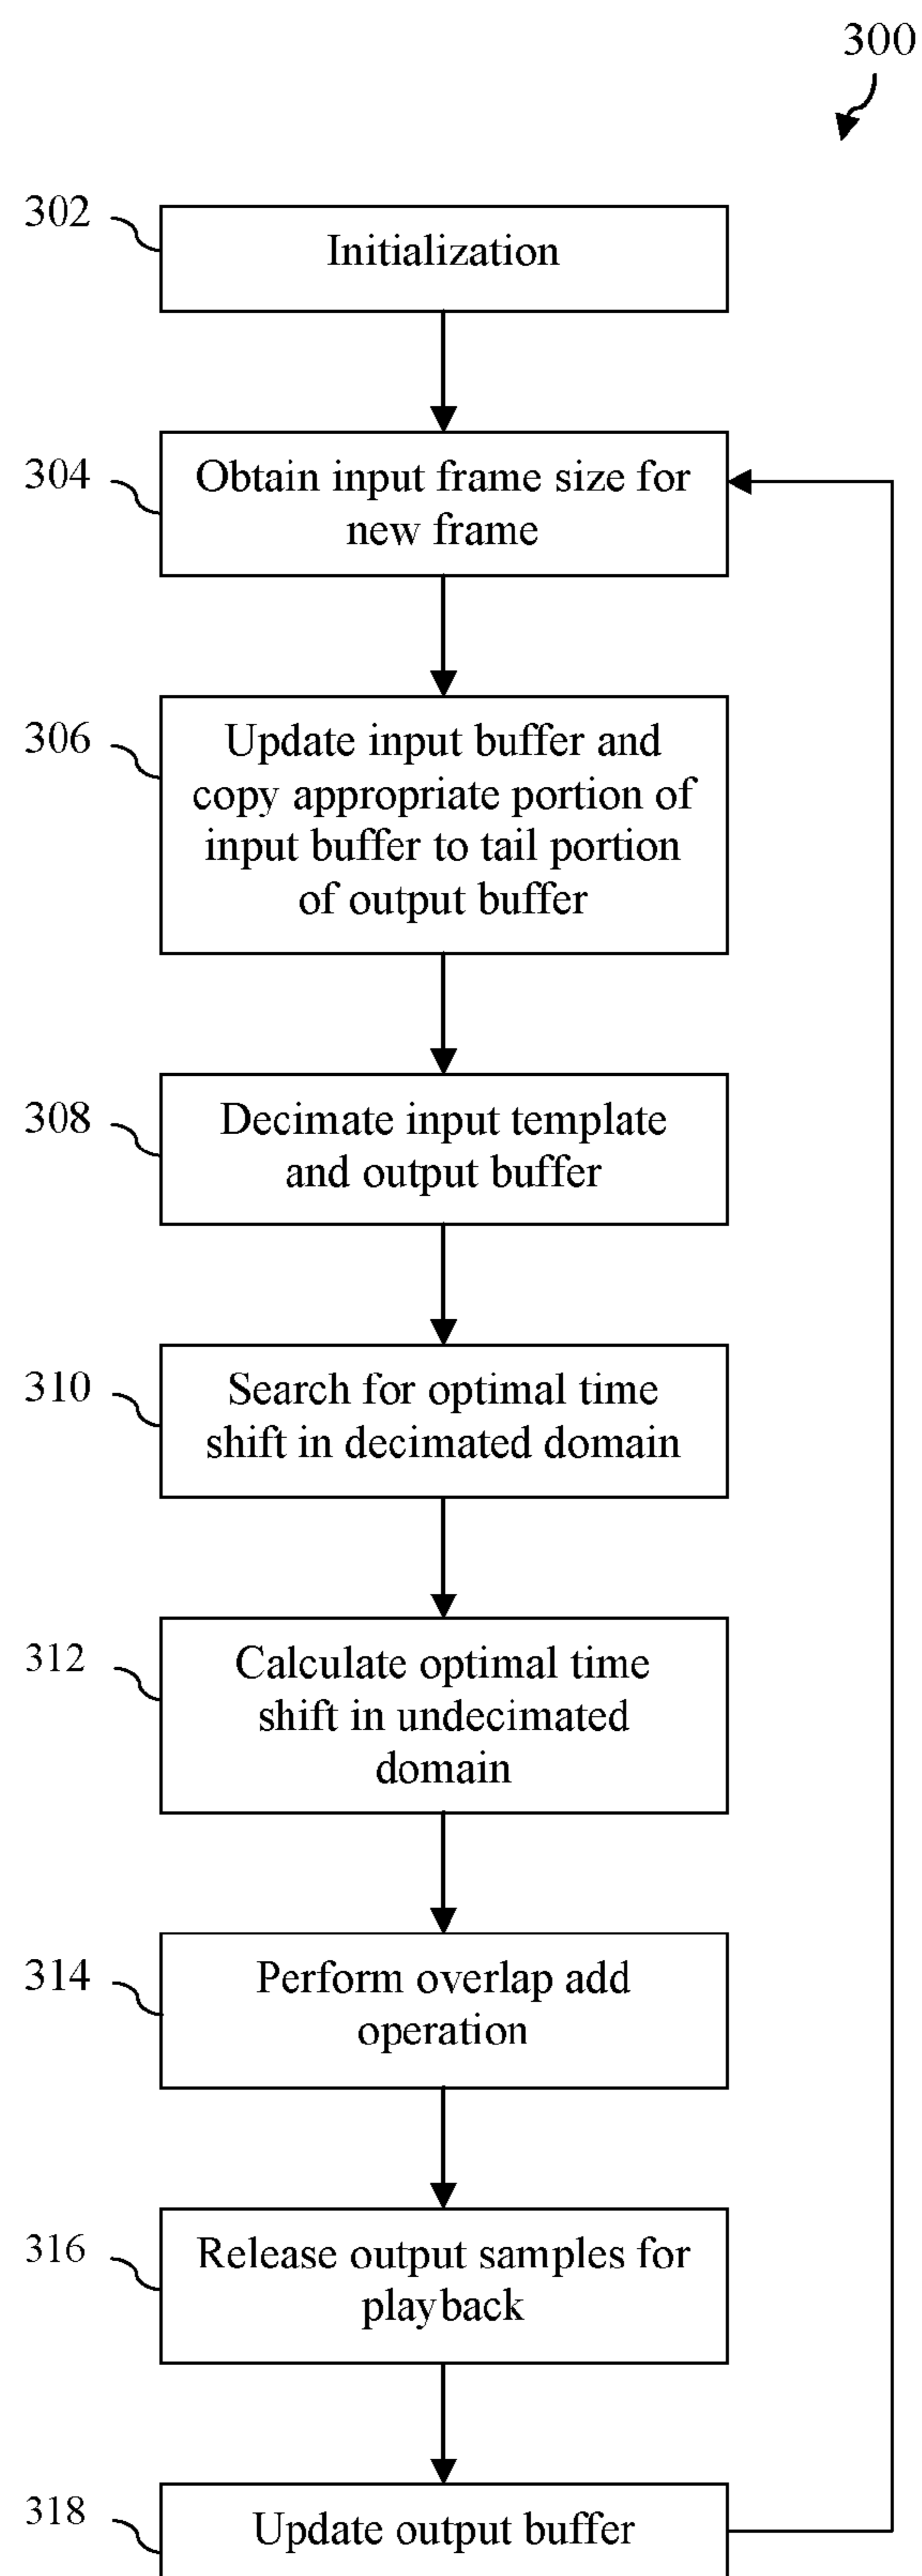 300
302
Initialization
304
Obtain input frame size for
new frame
306
Update input buffer and
copy appropriate portion of
input buffer to tail portion
of output buffer
308
Decimate input template
and output buffer
310
Search for optimal time
shift in decimated domain
312
Calculate optimal time
shift in undecimated
domain
314
Perform overlap add
operation
316
Release output samples for
playback
318
Update output buffer